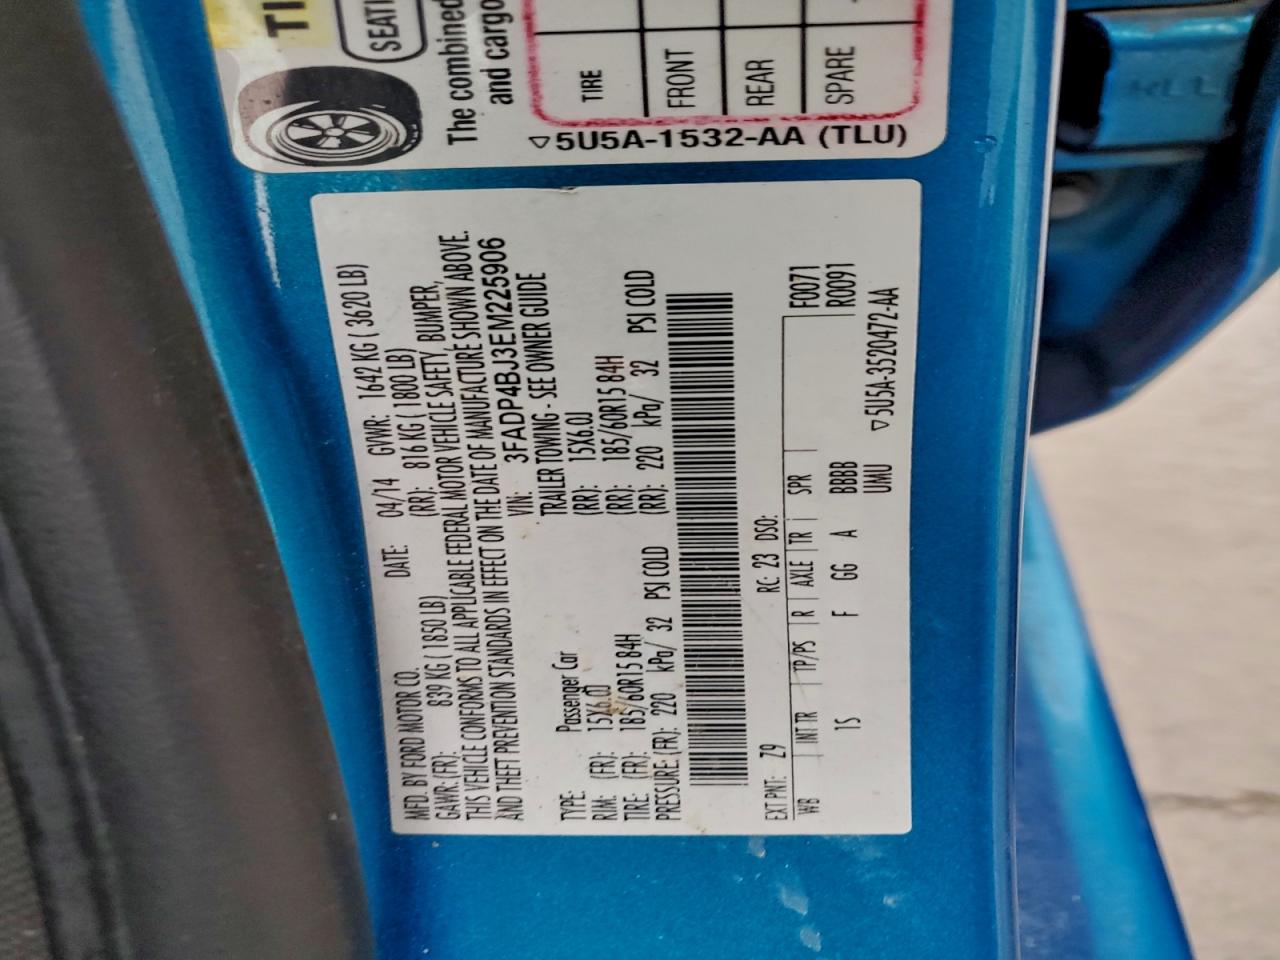 TI
SEATI
The combined
and cargo
TIRE
FRONT
REAR
SPARE
5U5A-1532-AA (TLU)
MFD. BY FORD MOTOR CO. DATE: 04/14 GVWR: 1642 KG ( 3620 LB)
GAWR: (FR): 839 KG ( 1850 LB) (RR): 816 KG ( 1800 LB)
THIS VEHICLE CONFORMS TO ALL APPLICABLE FEDERAL MOTOR VEHICLE SAFETY, BUMPER,
AND THEFT PREVENTION STANDARDS IN EFFECT ON THE DATE OF MANUFACTURE SHOWN ABOVE.
VIN: 3FADP4BJ3EM225906
TYPE: Passenger Car TRAILER TOWING - SEE OWNER GUIDE
RIM: (FR): 15X6.0J (RR): 15X6.0J
TIRE: (FR): 185/60R15 84H (RR): 185/60R15 84H
PRESSURE: (FR): 220 kPa/ 32 PSI COLD (RR): 220 kPa/ 32 PSI COLD
EXT PNT: Z9 RC: 23 DSO:
WB | INT TR | TP/PS | R | AXLE | TR | SPR F0071
1S F GG A BBBB R0091
UMU
5U5A-3520472-AA